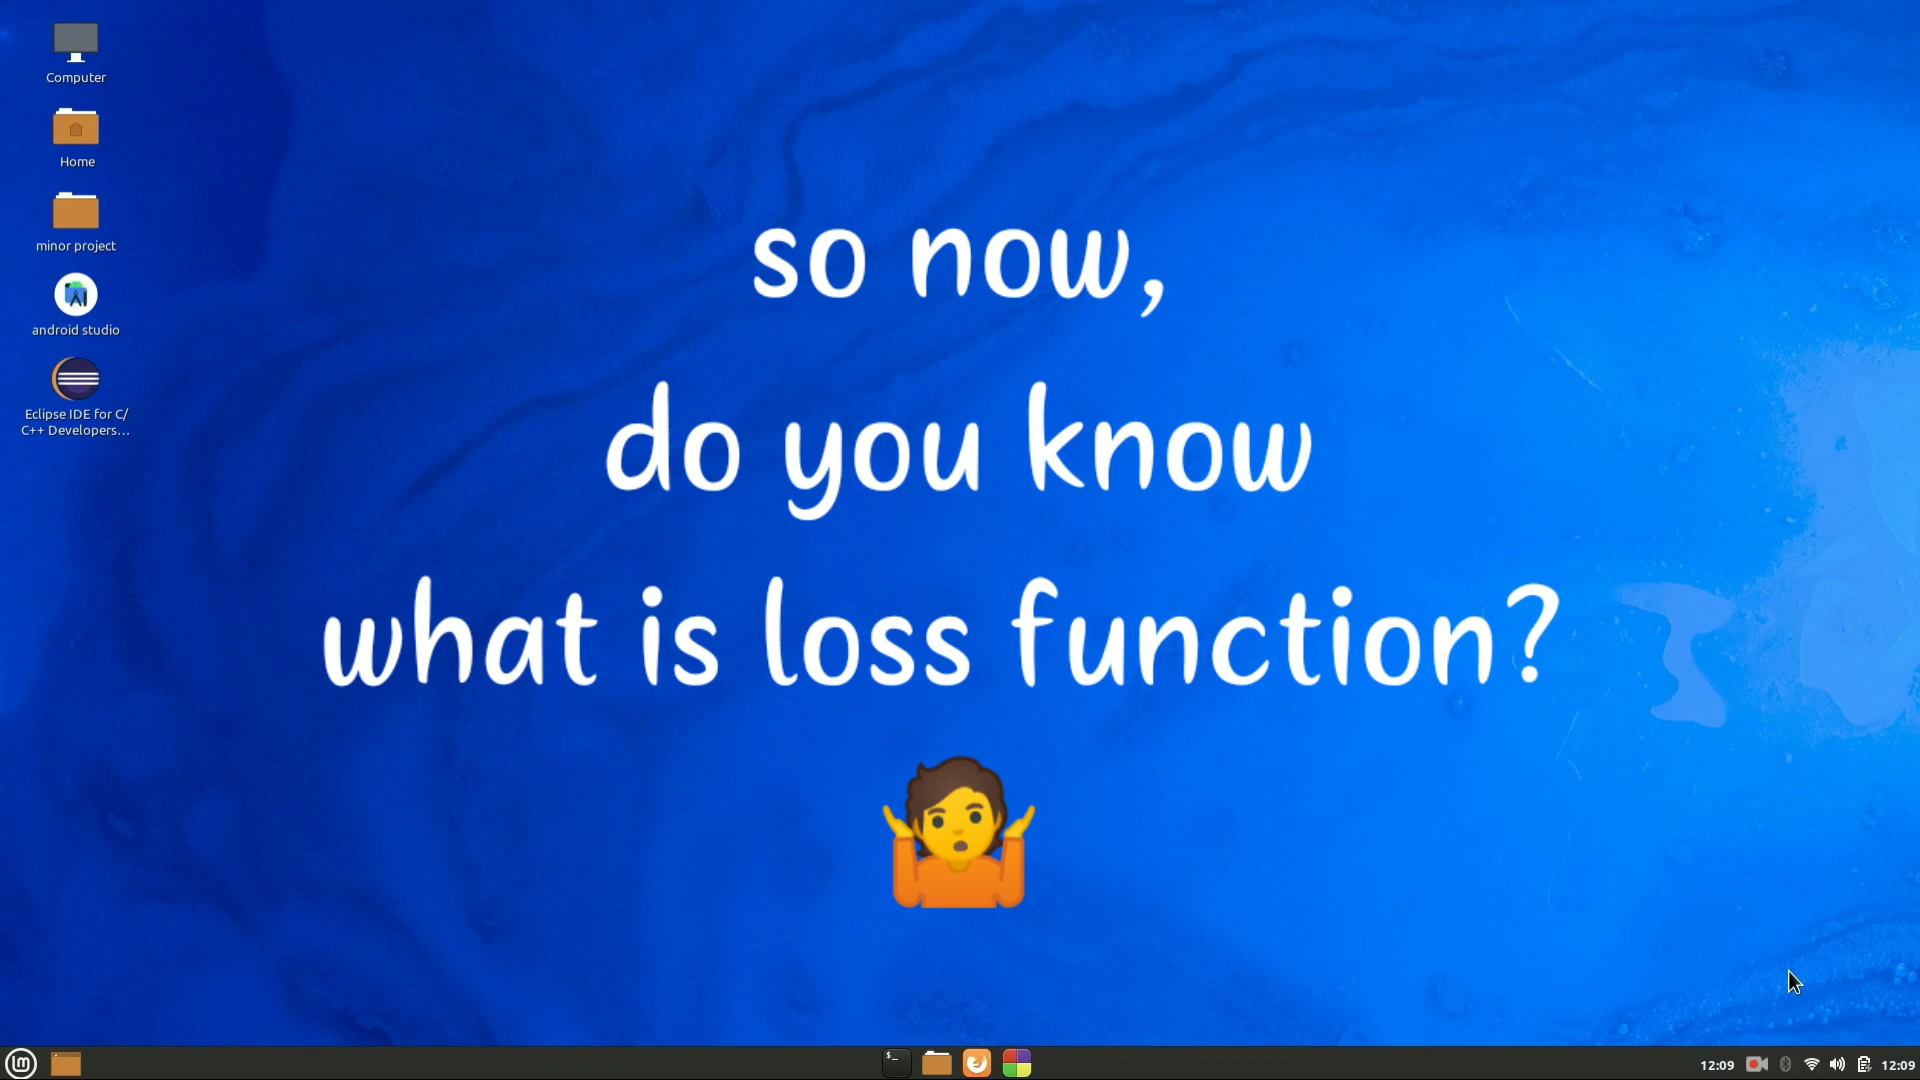 Computer
Home
minor project
android studio
Eclipse IDE for C/
C++ Developers...
so now,
do you know
what is loss function?
$_
12:09
12:09